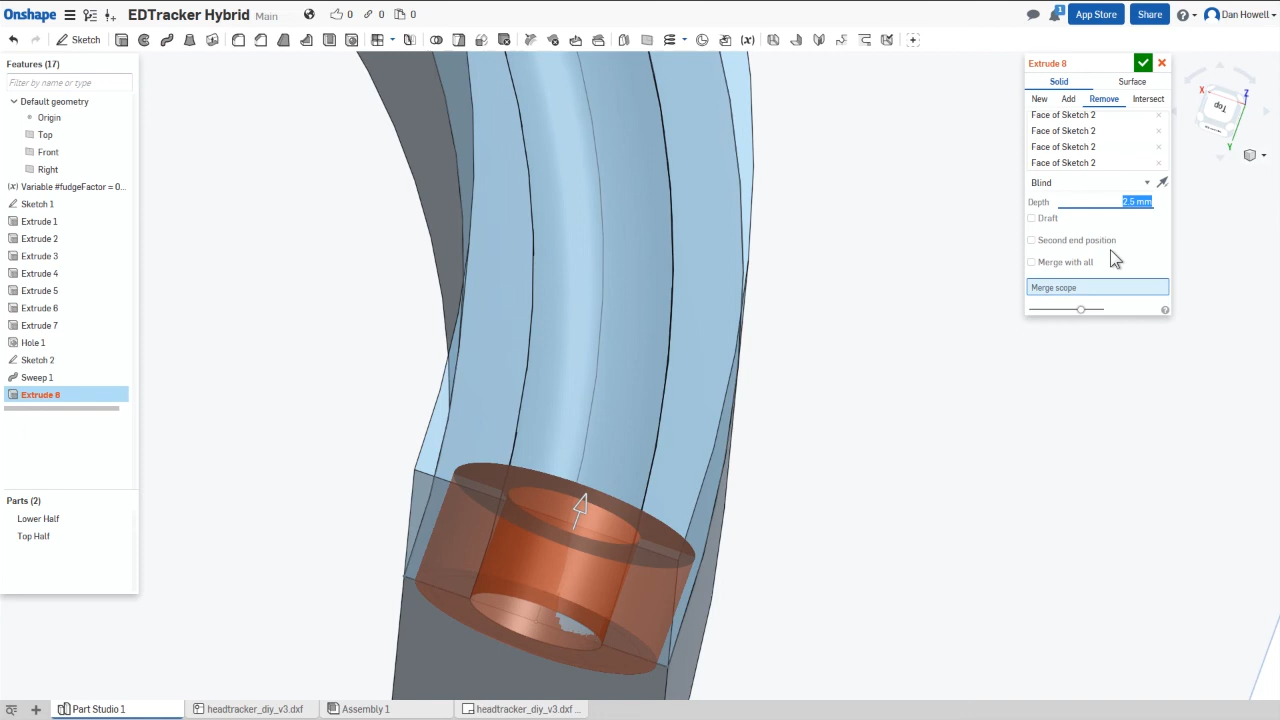 Onshape EDTracker Hybrid Main 0 0 0 1 App Store Share Dan Howell
Sketch (x)
Features (17)
Filter by name or type
Default geometry
Origin
Top
Front
Right
(x) Variable #fudgeFactor = 0...
Sketch 1
Extrude 1
Extrude 2
Extrude 3
Extrude 4
Extrude 5
Extrude 6
Extrude 7
Hole 1
Sketch 2
Sweep 1
Extrude 8
Parts (2)
Lower Half
Top Half
Extrude 8
Solid Surface
New Add Remove Intersect
Face of Sketch 2
Face of Sketch 2
Face of Sketch 2
Face of Sketch 2
Blind
Depth 2.5 mm
Draft
Second end position
Merge with all
Merge scope
X Z
Top
Y
Part Studio 1 headtracker_diy_v3.dxf Assembly 1 headtracker_diy_v3.dxf ...